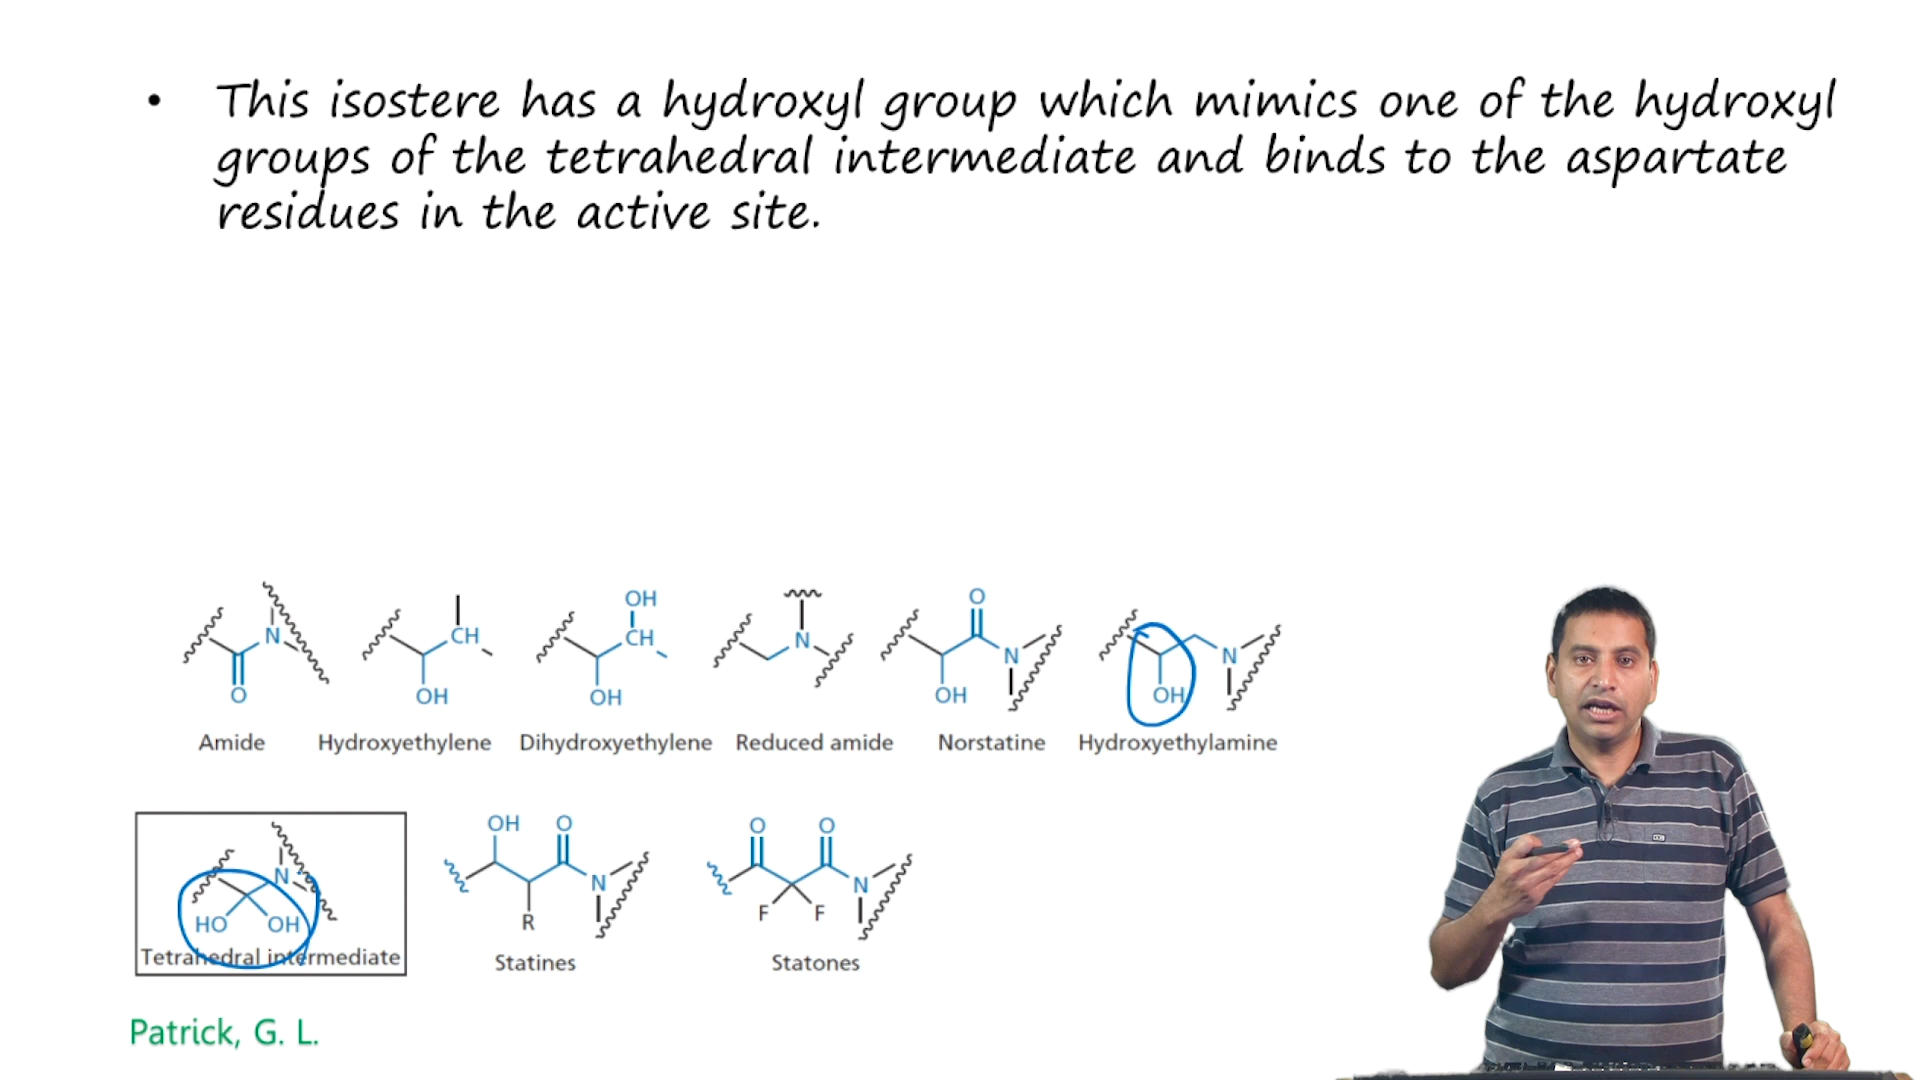 • This isostere has a hydroxyl group which mimics one of the hydroxyl
groups of the tetrahedral intermediate and binds to the aspartate
residues in the active site.
OH
O
N
CH
CH
N
N
N
O
OH
OH
OH
OH
Amide Hydroxyethylene Dihydroxyethylene Reduced amide Norstatine Hydroxyethylamine
OH O O O
N
N
N
HO OH
R
F F
Tetrahedral intermediate
Statines
Statones
Patrick, G. L.